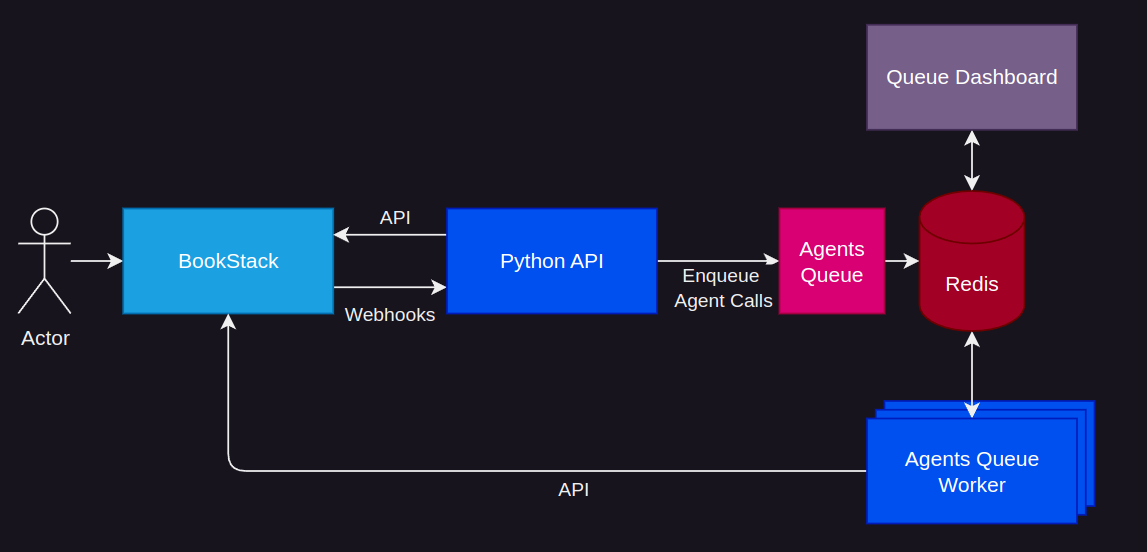 Queue Dashboard
API
BookStack
Python API
Agents
Queue
Enqueue
Agent Calls
Redis
Webhooks
Actor
Agents Queue
Worker
API